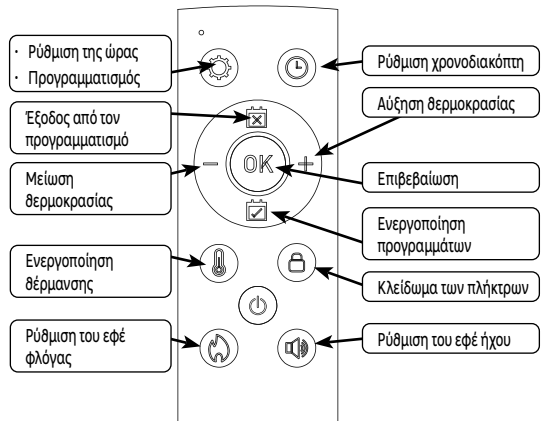 · Ρύθμιση της ώρας
· Προγραμματισμός
Έξοδος από τον
προγραμματισμό
Μείωση
θερμοκρασίας
Ενεργοποίηση
θέρμανσης
Ρύθμιση του εφέ
φλόγας
OK
Ρύθμιση χρονοδιακόπτη
Αύξηση θερμοκρασίας
Επιβεβαίωση
Ενεργοποίηση
προγραμμάτων
Κλείδωμα των πλήκτρων
Ρύθμιση του εφέ ήχου